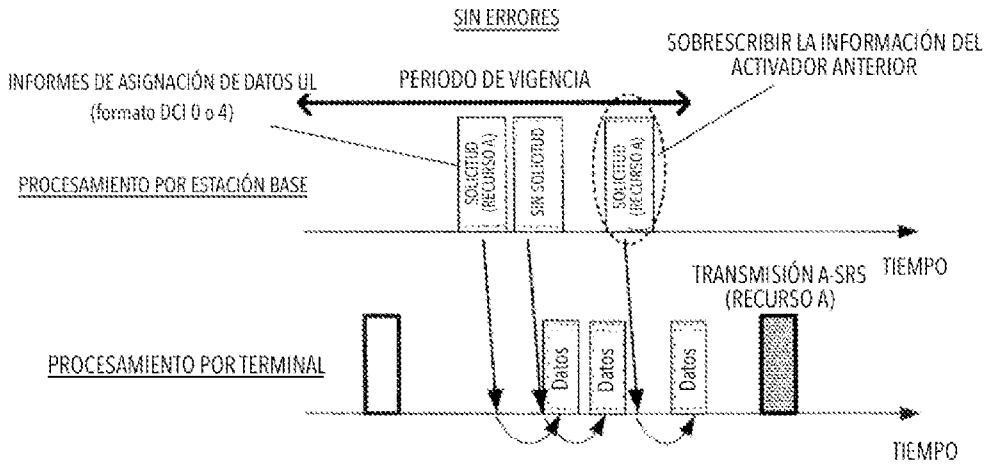 SIN ERRORES
SOBRESCRIBIR LA INFORMACIÓN DEL
ACTIVADOR ANTERIOR
INFORMES DE ASIGNACIÓN DE DATOS UL
(formato DCI 0 o 4)
PERIODO DE VIGENCIA
SOLICITUD
(RECURSO A)
SIN SOLICITUD
SOLICITUD
(RECURSO A)
PROCESAMIENTO POR ESTACIÓN BASE
TIEMPO
TRANSMISIÓN A-SRS
(RECURSO A)
PROCESAMIENTO POR TERMINAL
Datos
Datos
Datos
TIEMPO